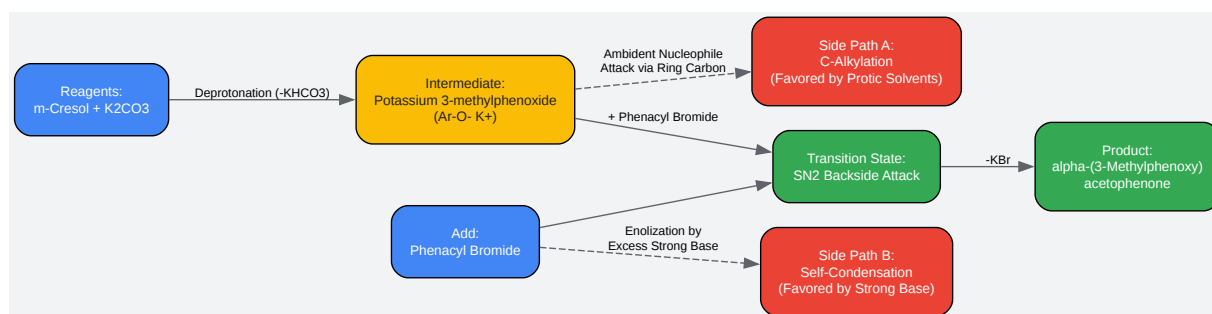 Reagents:
m-Cresol + K2CO3
Deprotonation (-KHCO3)
Intermediate:
Potassium 3-methylphenoxide
(Ar-O- K+)
Ambident Nucleophile
Attack via Ring Carbon
Side Path A:
C-Alkylation
(Favored by Protic Solvents)
+ Phenacyl Bromide
Transition State:
SN2 Backside Attack
-KBr
Product:
alpha-(3-Methylphenoxy)
acetophenone
Add:
Phenacyl Bromide
Enolization by
Excess Strong Base
Side Path B:
Self-Condensation
(Favored by Strong Base)